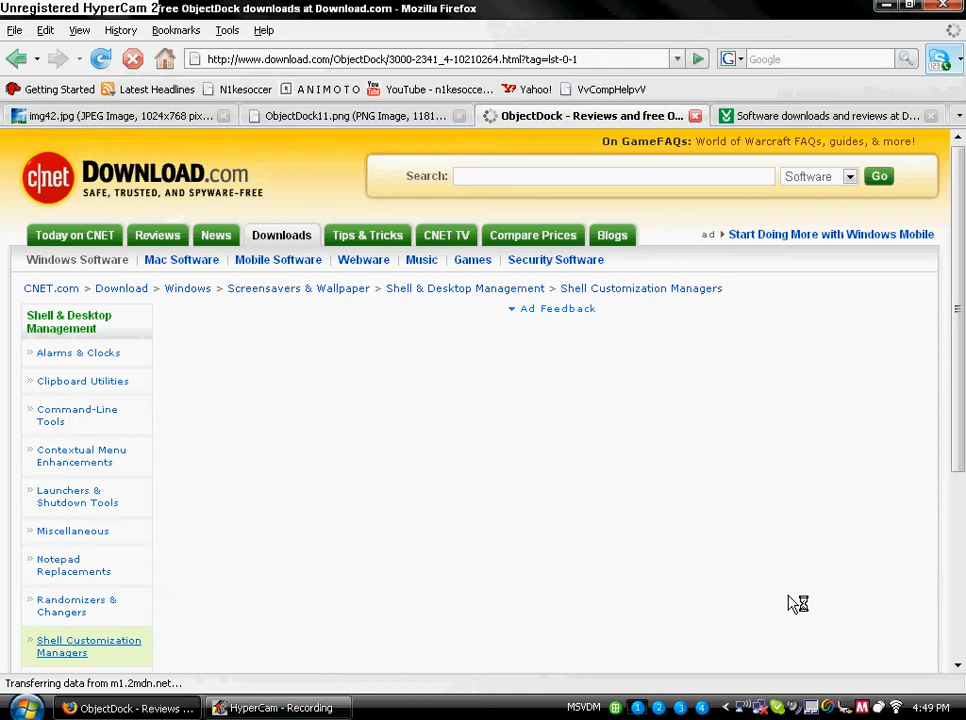 Unregistered HyperCam 2 free ObjectDock downloads at Download.com - Mozilla Firefox
File Edit View History Bookmarks Tools Help
http://www.download.com/ObjectDock/3000-2341_4-10210264.html?tag=lst-0-1 Google
Getting Started Latest Headlines N1kesoccer A N I M O T O YouTube - n1kesocce... Yahoo! VvCompHelpvV
img42.jpg (JPEG Image, 1024x768 pix... ObjectDock11.png (PNG Image, 1181... ObjectDock - Reviews and free O... Software downloads and reviews at D...
On GameFAQs: World of Warcraft FAQs, guides, & more!
c|net DOWNLOAD.com
SAFE, TRUSTED, AND SPYWARE-FREE
Search: Software Go
Today on CNET Reviews News Downloads Tips & Tricks CNET TV Compare Prices Blogs ad Start Doing More with Windows Mobile
Windows Software Mac Software Mobile Software Webware Music Games Security Software
CNET.com > Download > Windows > Screensavers & Wallpaper > Shell & Desktop Management > Shell Customization Managers
Ad Feedback
Shell & Desktop
Management
» Alarms & Clocks
» Clipboard Utilities
» Command-Line
Tools
» Contextual Menu
Enhancements
» Launchers &
Shutdown Tools
» Miscellaneous
» Notepad
Replacements
» Randomizers &
Changers
» Shell Customization
Managers
Transferring data from m1.2mdn.net...
ObjectDock - Reviews ... HyperCam - Recording MSVDM 1 2 3 4 4:49 PM